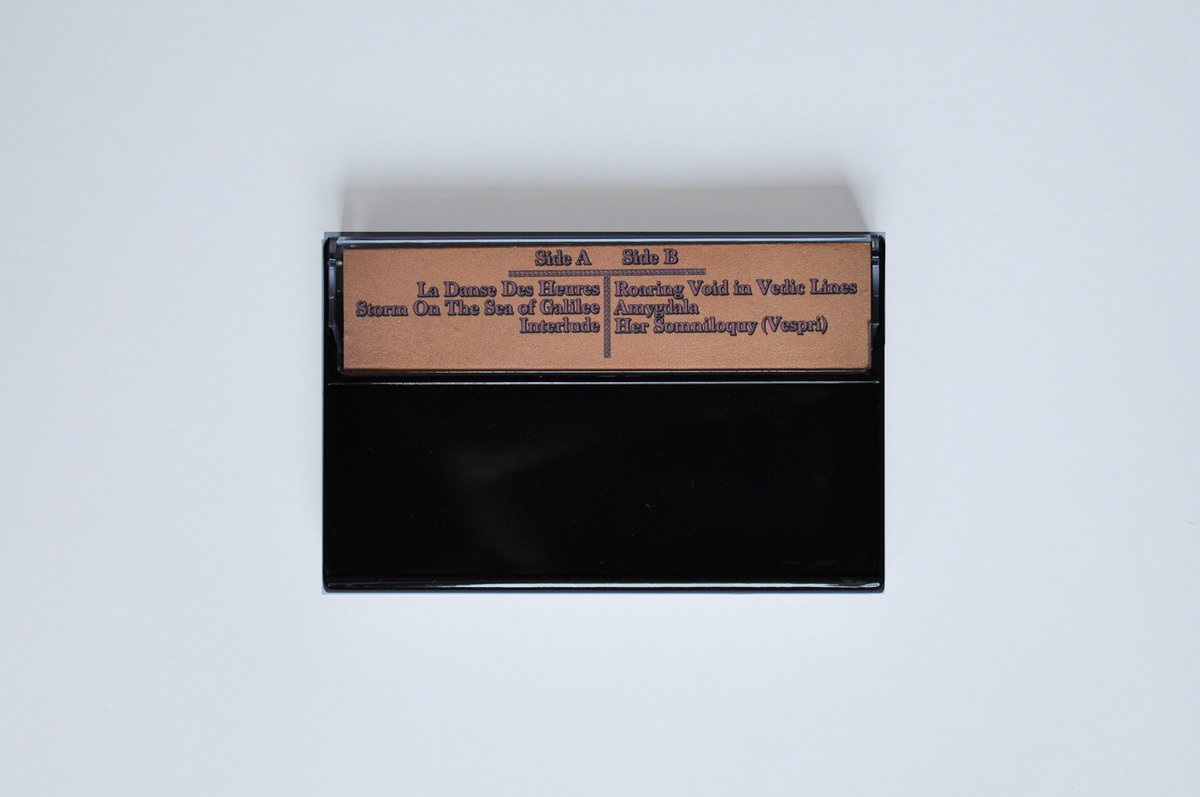 Side A
La Danse Des Heures
Storm On The Sea of Galilee
Interlude
Side B
Roaring Void in Vedic Lines
Amygdala
Her Somniloquy (Vespri)